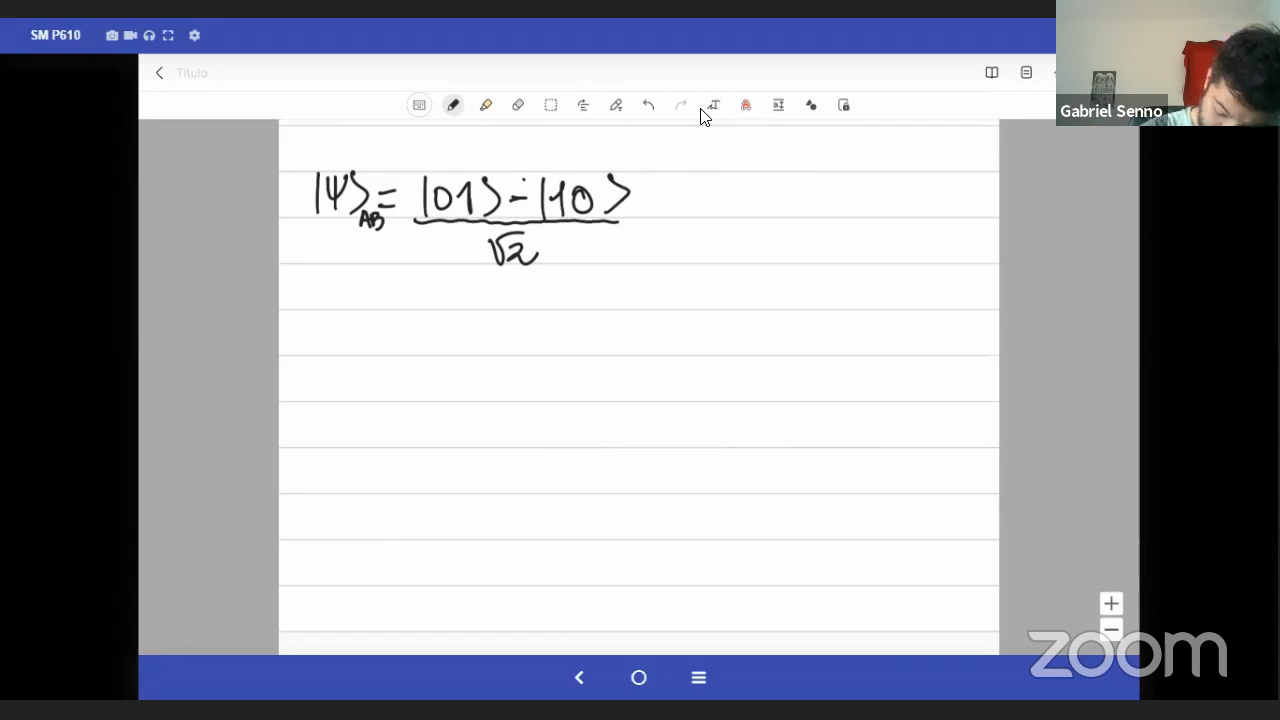 SM P610
Título
Gabriel Senno
|ψ⟩AB = |01⟩ - |10⟩
√2
zoom